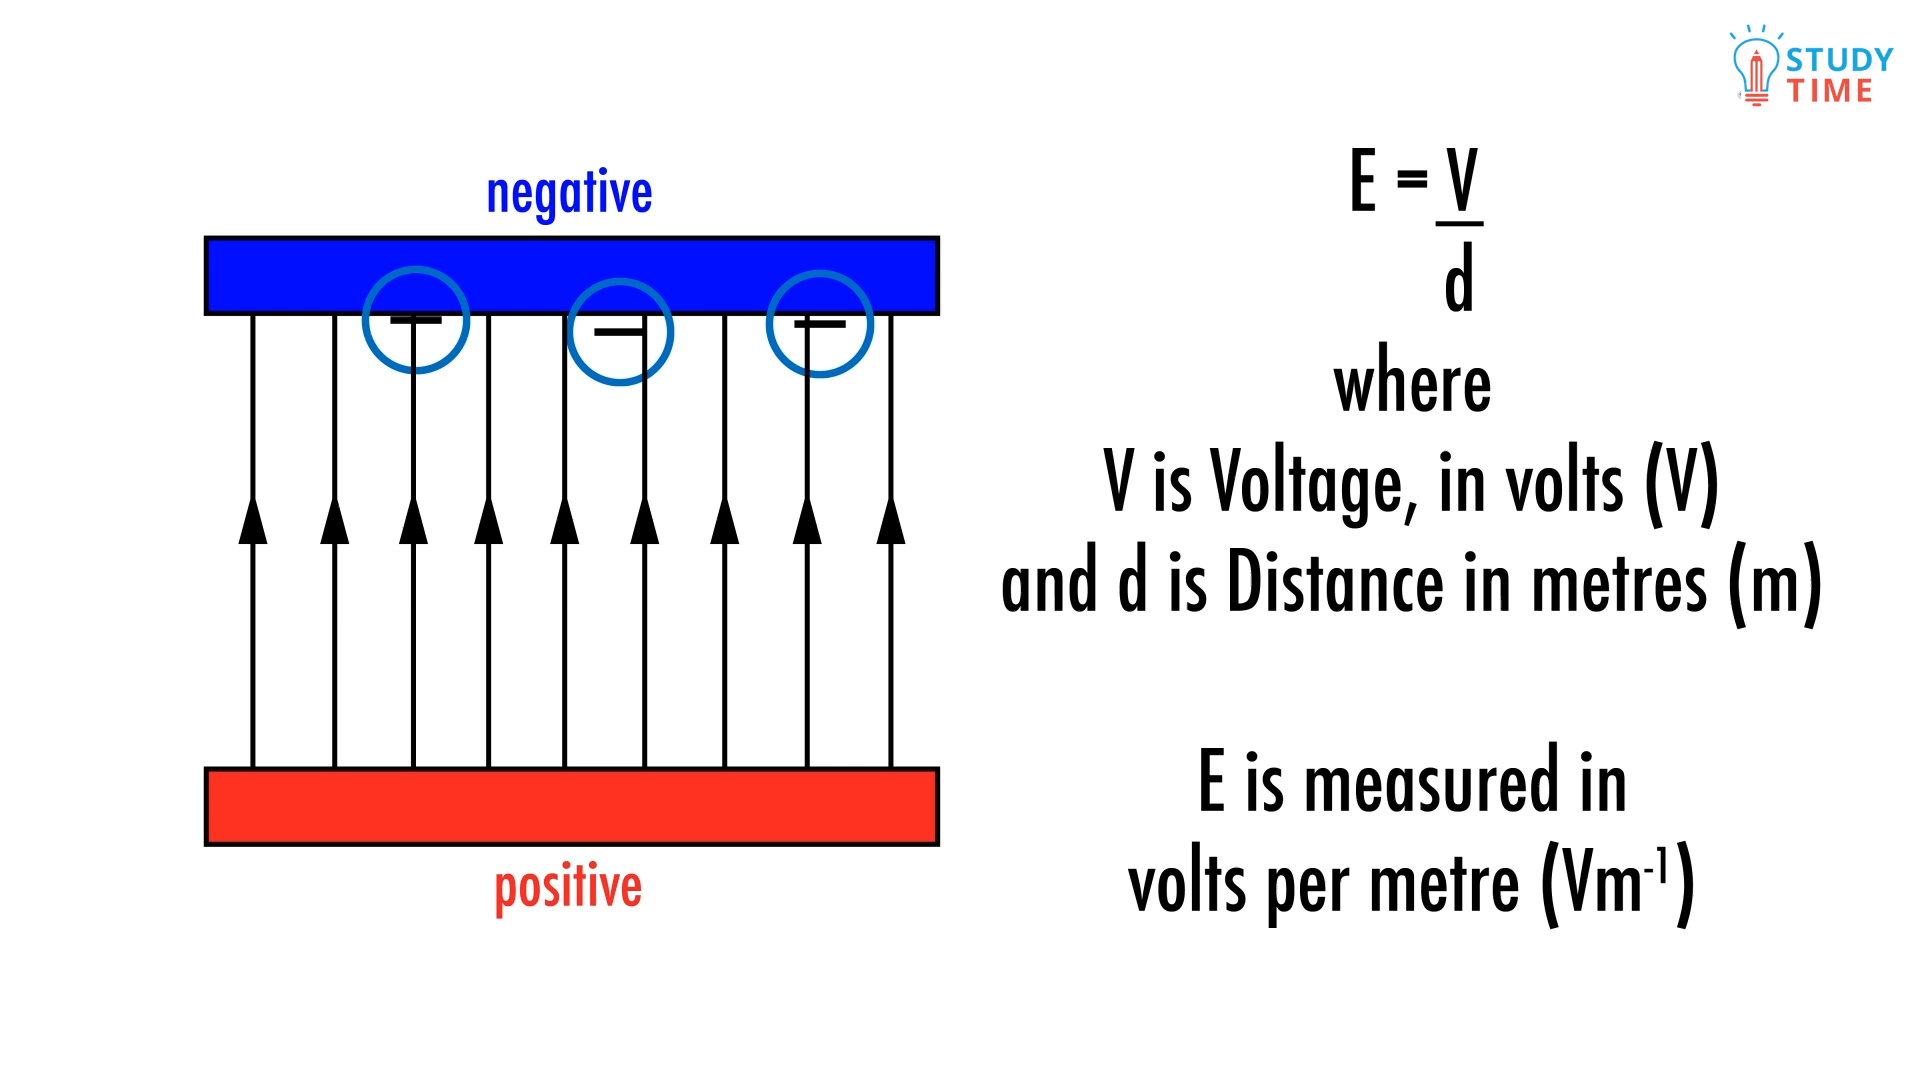 STUDY
TIME
negative
positive
E = V
d
where
V is Voltage, in volts (V)
and d is Distance in metres (m)
E is measured in
volts per metre (Vm⁻¹)